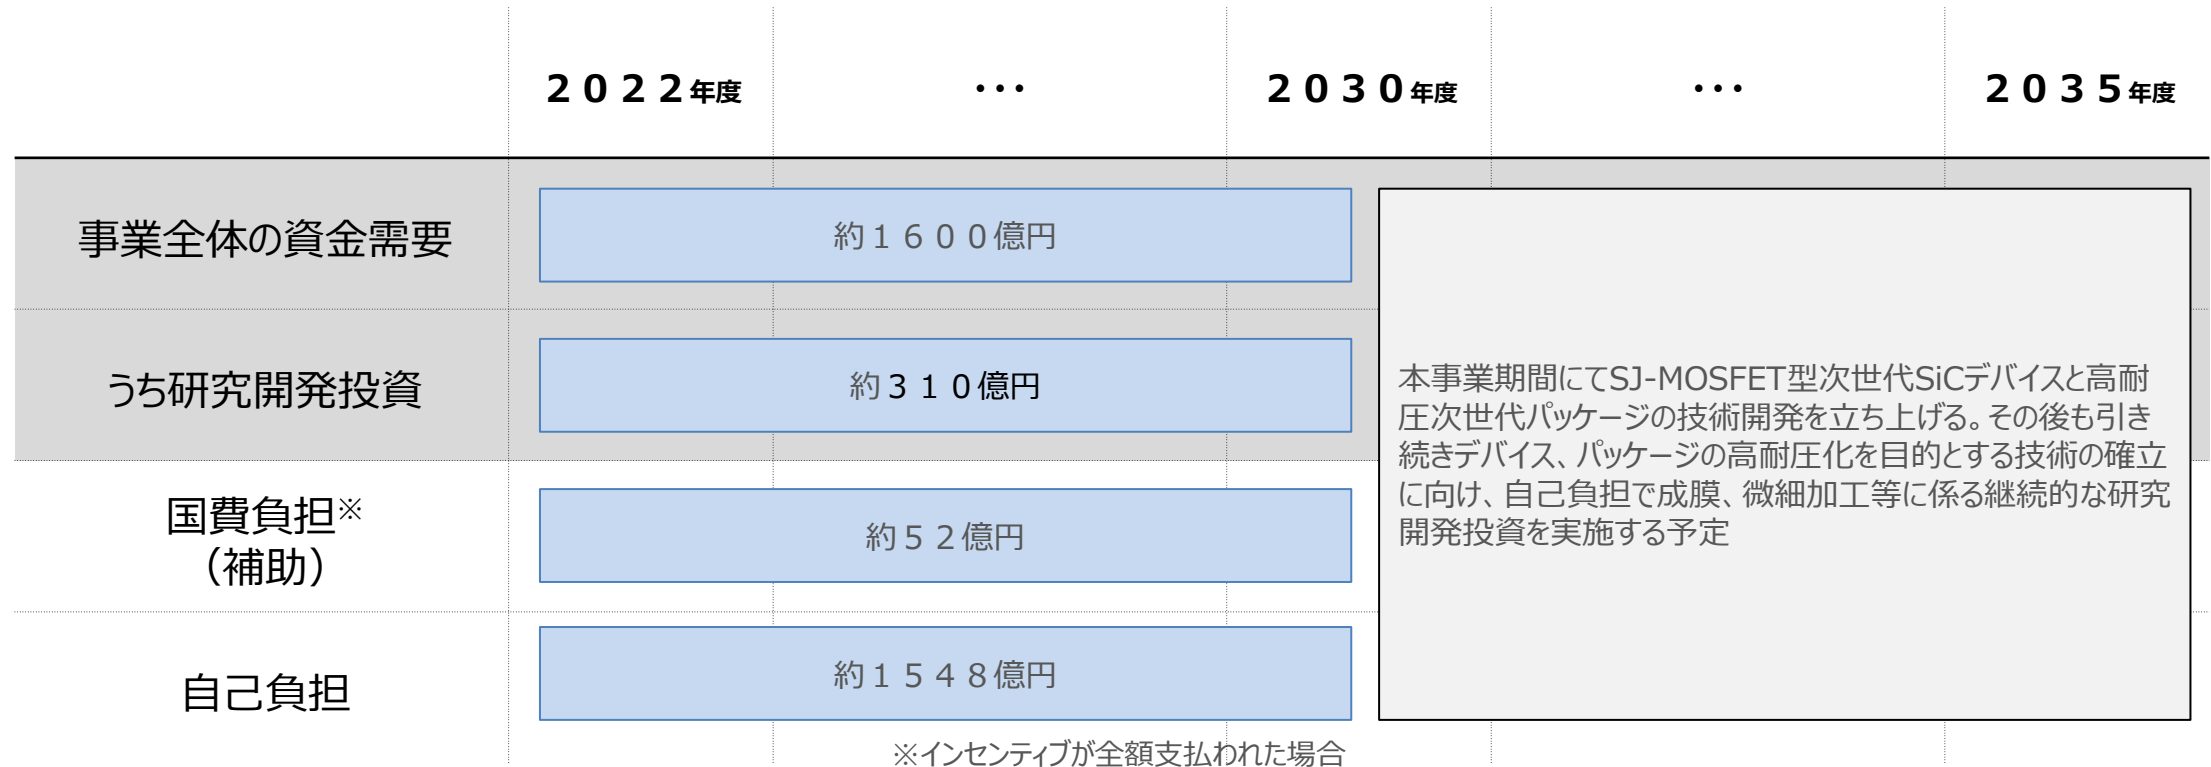 ２０２２年度
・・・
２０３０年度
・・・
２０３５年度
事業全体の資金需要
約１６００億円
うち研究開発投資
約３１０億円
国費負担※
（補助）
約５２億円
自己負担
約１５４８億円
本事業期間にてSJ-MOSFET型次世代SiCデバイスと高耐
圧次世代パッケージの技術開発を立ち上げる。その後も引き
続きデバイス、パッケージの高耐圧化を目的とする技術の確立
に向け、自己負担で成膜、微細加工等に係る継続的な研究
開発投資を実施する予定
※インセンティブが全額支払われた場合